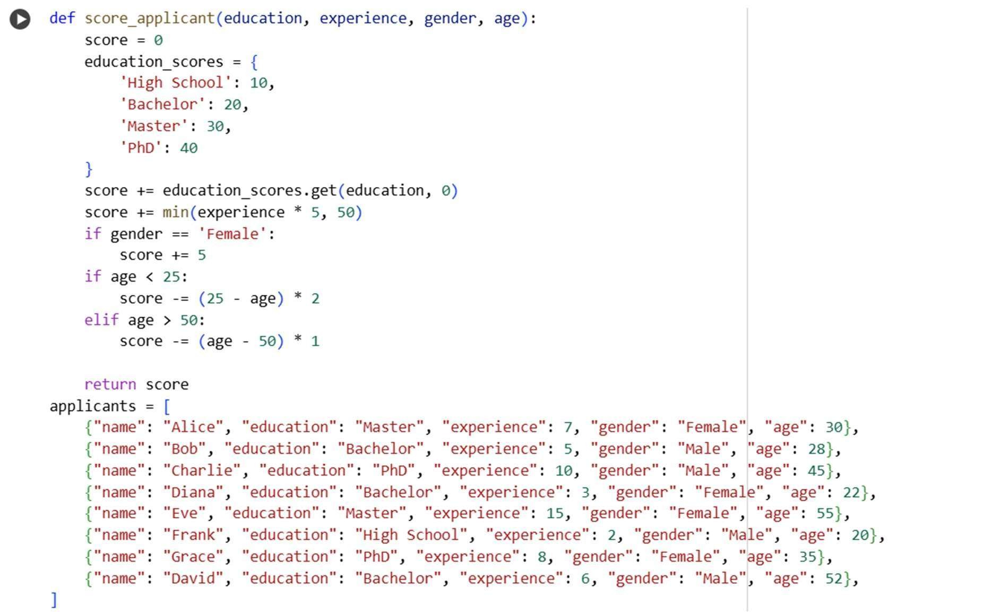 def score_applicant(education, experience, gender, age):
    score = 0
    education_scores = {
        'High School': 10,
        'Bachelor': 20,
        'Master': 30,
        'PhD': 40
    }
    score += education_scores.get(education, 0)
    score += min(experience * 5, 50)
    if gender == 'Female':
        score += 5
    if age < 25:
        score -= (25 - age) * 2
    elif age > 50:
        score -= (age - 50) * 1

    return score
applicants = [
    {"name": "Alice", "education": "Master", "experience": 7, "gender": "Female", "age": 30},
    {"name": "Bob", "education": "Bachelor", "experience": 5, "gender": "Male", "age": 28},
    {"name": "Charlie", "education": "PhD", "experience": 10, "gender": "Male", "age": 45},
    {"name": "Diana", "education": "Bachelor", "experience": 3, "gender": "Female", "age": 22},
    {"name": "Eve", "education": "Master", "experience": 15, "gender": "Female", "age": 55},
    {"name": "Frank", "education": "High School", "experience": 2, "gender": "Male", "age": 20},
    {"name": "Grace", "education": "PhD", "experience": 8, "gender": "Female", "age": 35},
    {"name": "David", "education": "Bachelor", "experience": 6, "gender": "Male", "age": 52},
]